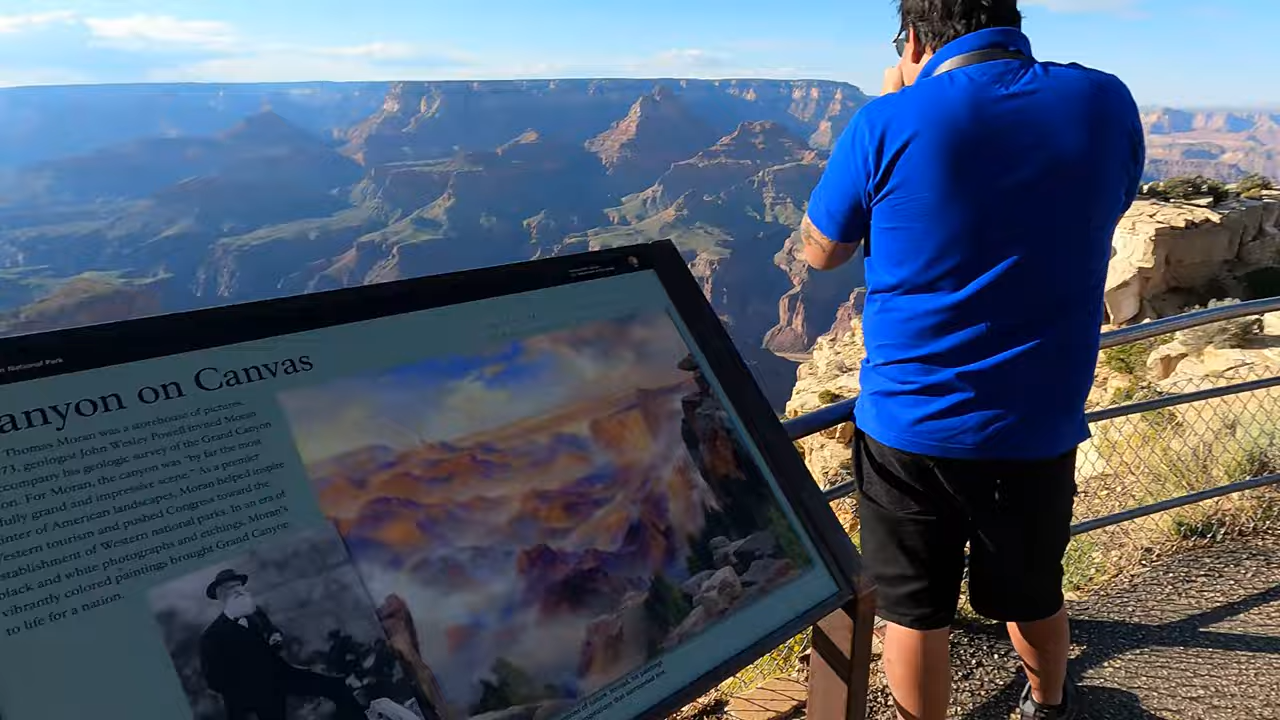 n National Park
anyon on Canvas
Thomas Moran was a storehouse of pictures.
73, geologist John Wesley Powell invited Moran
company his geologic survey of the Grand Canyon
on. For Moran, the canyon was "by far the most
fully grand and impressive scene." As a premier
inter of American landscapes, Moran helped inspire
estern tourism and pushed Congress toward the
stablishment of Western national parks. In an era of
black and white photographs and etchings, Moran's
vibrantly colored paintings brought Grand Canyon
to life for a nation.